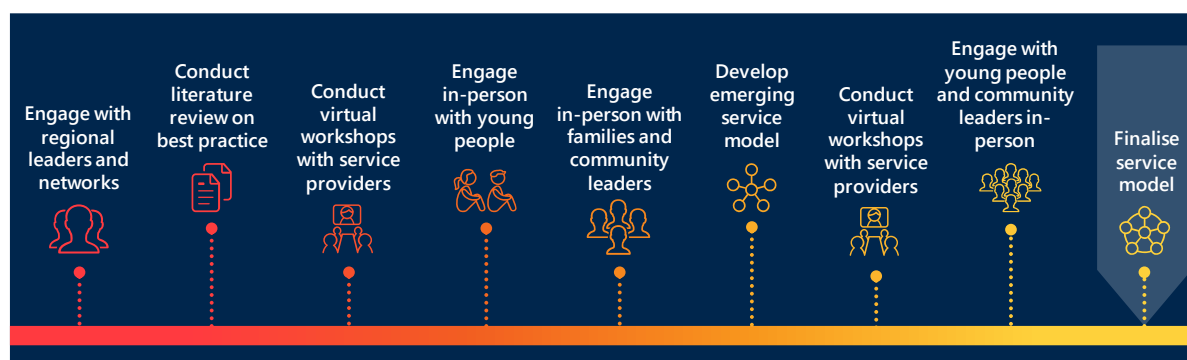 Engage with
regional
leaders and
networks
Conduct
literature
review on
best practice
Conduct
virtual
workshops
with service
providers
Engage
in-person
with young
people
Engage
in-person with
families and
community
leaders
Develop
emerging
service
model
Conduct
virtual
workshops
with service
providers
Engage with
young people
and community
leaders in-
person
Finalise
service
model